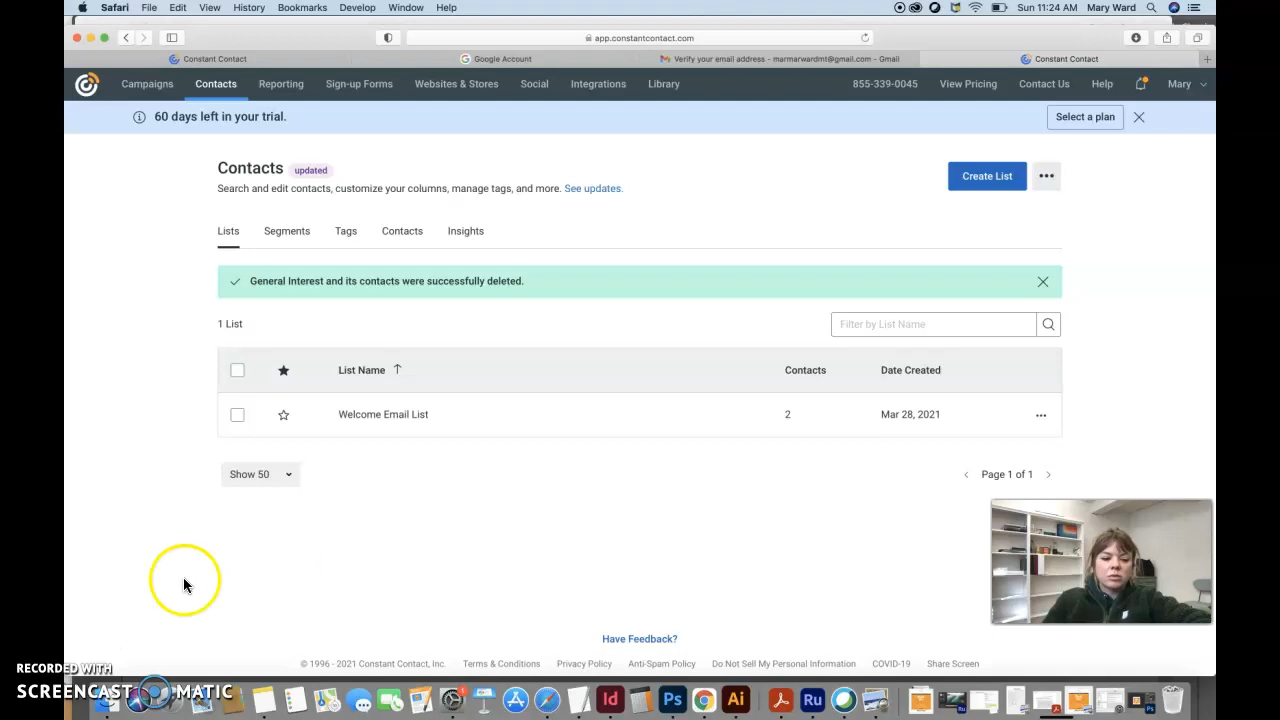 Safari File Edit View History Bookmarks Develop Window Help Sun 11:24 AM Mary Ward
app.constantcontact.com
Constant Contact Google Account Verify your email address - marmarwardmt@gmail.com - Gmail Constant Contact
Campaigns Contacts Reporting Sign-up Forms Websites & Stores Social Integrations Library 855-339-0045 View Pricing Contact Us Help Mary
60 days left in your trial. Select a plan
Contacts updated
Create List
Search and edit contacts, customize your columns, manage tags, and more. See updates.
Lists Segments Tags Contacts Insights
General Interest and its contacts were successfully deleted.
1 List Filter by List Name
List Name Contacts Date Created
Welcome Email List 2 Mar 28, 2021
Show 50 Page 1 of 1
Have Feedback?
© 1996 - 2021 Constant Contact, Inc. Terms & Conditions Privacy Policy Anti-Spam Policy Do Not Sell My Personal Information COVID-19 Share Screen
RECORDED WITH
SCREENCAST MATIC
Id Ps Ai Ru